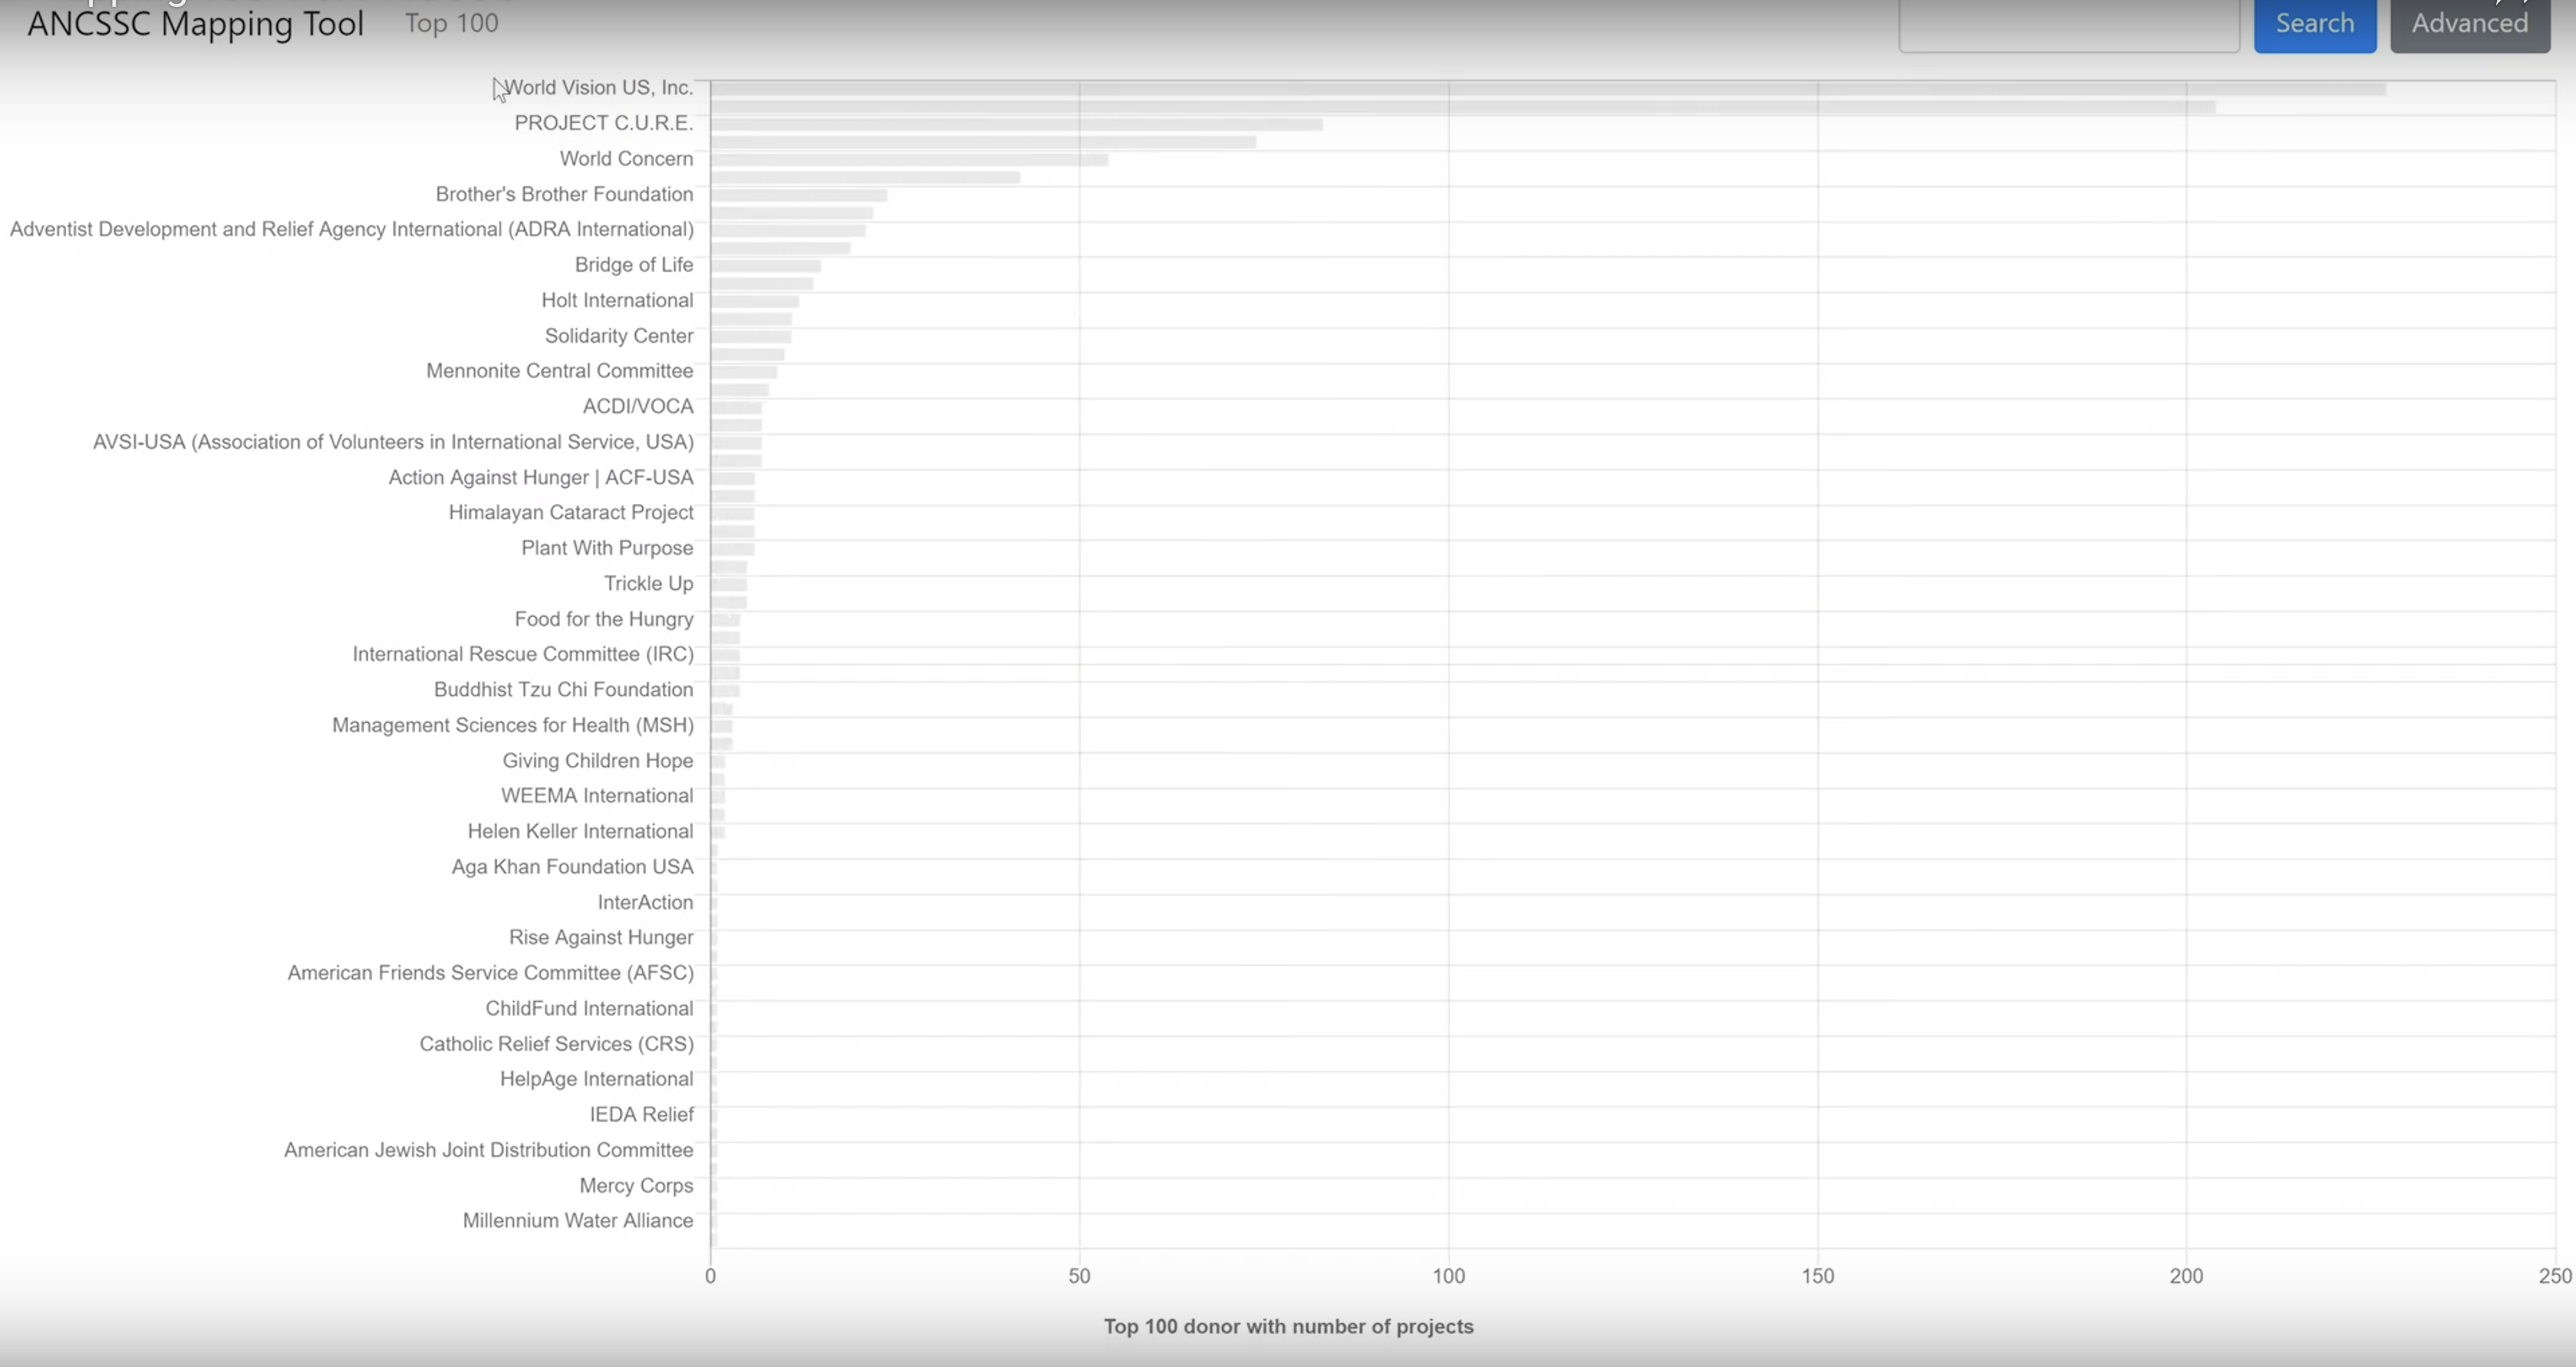 ANCSSC Mapping Tool Top 100
Search Advanced
World Vision US, Inc.
PROJECT C.U.R.E.
World Concern
Brother's Brother Foundation
Adventist Development and Relief Agency International (ADRA International)
Bridge of Life
Holt International
Solidarity Center
Mennonite Central Committee
ACDI/VOCA
AVSI-USA (Association of Volunteers in International Service, USA)
Action Against Hunger | ACF-USA
Himalayan Cataract Project
Plant With Purpose
Trickle Up
Food for the Hungry
International Rescue Committee (IRC)
Buddhist Tzu Chi Foundation
Management Sciences for Health (MSH)
Giving Children Hope
WEEMA International
Helen Keller International
Aga Khan Foundation USA
InterAction
Rise Against Hunger
American Friends Service Committee (AFSC)
ChildFund International
Catholic Relief Services (CRS)
HelpAge International
IEDA Relief
American Jewish Joint Distribution Committee
Mercy Corps
Millennium Water Alliance
0 50 100 150 200 250
Top 100 donor with number of projects